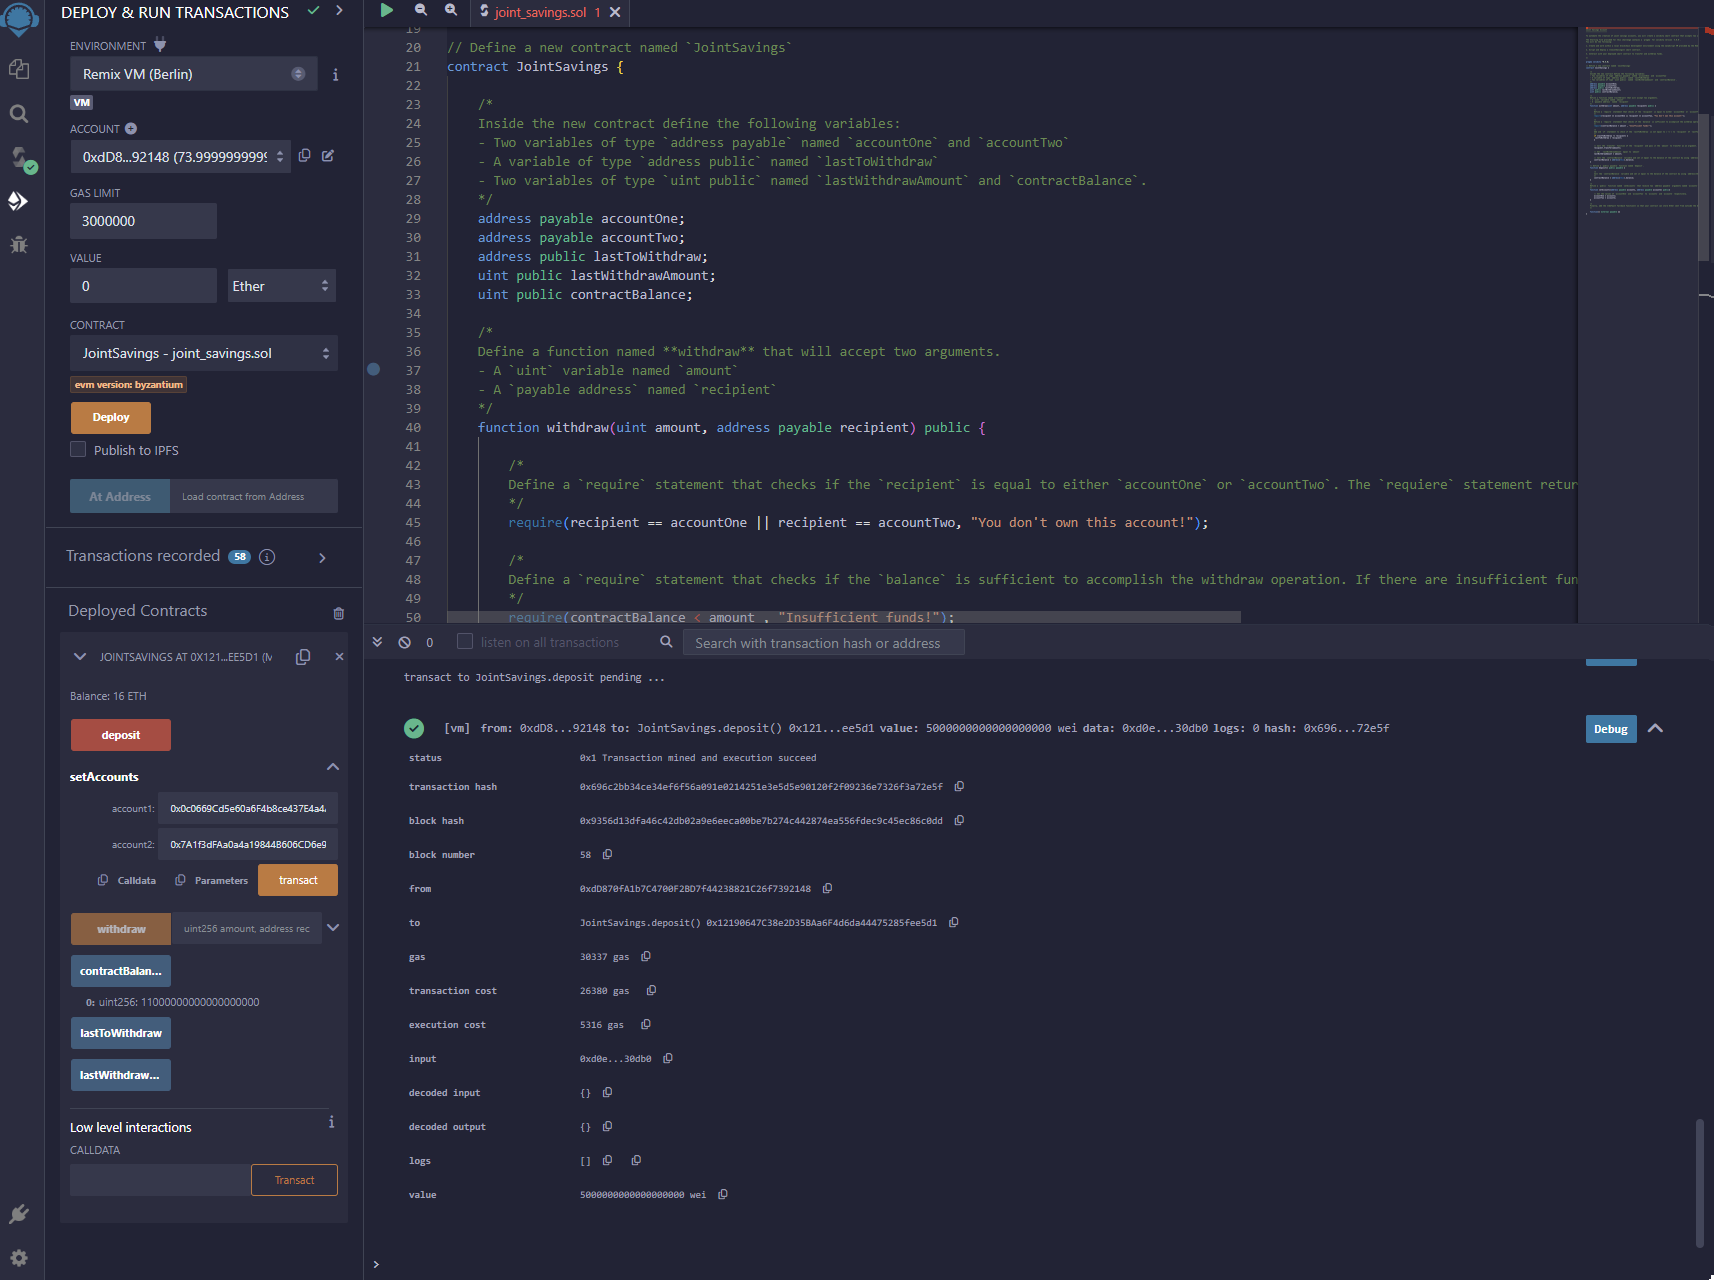 DEPLOY & RUN TRANSACTIONS
ENVIRONMENT
Remix VM (Berlin)
VM
ACCOUNT
0xdD8...92148 (73.9999999999
GAS LIMIT
3000000
VALUE
0
Ether
CONTRACT
JointSavings - joint_savings.sol
evm version: byzantium
Deploy
Publish to IPFS
At Address
Load contract from Address
Transactions recorded 58
Deployed Contracts
JOINTSAVINGS AT 0X121...EE5D1 (M
Balance: 16 ETH
deposit
setAccounts
account1: 0x0c0669Cd5e60a6F4b8ce437E4a4
account2: 0x7A1f3dFAa0a4a19844B606CD6e9
Calldata
Parameters
transact
withdraw
uint256 amount, address rec
contractBalan...
0: uint256: 11000000000000000000
lastToWithdraw
lastWithdraw...
Low level interactions
CALLDATA
Transact
joint_savings.sol 1
19
20 // Define a new contract named `JointSavings`
21 contract JointSavings {
22
23 /*
24 Inside the new contract define the following variables:
25 - Two variables of type `address payable` named `accountOne` and `accountTwo`
26 - A variable of type `address public` named `lastToWithdraw`
27 - Two variables of type `uint public` named `lastWithdrawAmount` and `contractBalance`.
28 */
29 address payable accountOne;
30 address payable accountTwo;
31 address public lastToWithdraw;
32 uint public lastWithdrawAmount;
33 uint public contractBalance;
34
35 /*
36 Define a function named **withdraw** that will accept two arguments.
37 - A `uint` variable named `amount`
38 - A `payable address` named `recipient`
39 */
40 function withdraw(uint amount, address payable recipient) public {
41
42 /*
43 Define a `require` statement that checks if the `recipient` is equal to either `accountOne` or `accountTwo`. The `requiere` statement retur
44 */
45 require(recipient == accountOne || recipient == accountTwo, "You don't own this account!");
46
47 /*
48 Define a `require` statement that checks if the `balance` is sufficient to accomplish the withdraw operation. If there are insufficient fun
49 */
50 require(contractBalance < amount , "Insufficient funds!");
0
listen on all transactions
Search with transaction hash or address
transact to JointSavings.deposit pending ...
[vm] from: 0xdD8...92148 to: JointSavings.deposit() 0x121...ee5d1 value: 5000000000000000000 wei data: 0xd0e...30db0 logs: 0 hash: 0x696...72e5f
Debug
status 0x1 Transaction mined and execution succeed
transaction hash 0x696c2bb34ce34ef6f56a091e0214251e3e5d5e90120f2f09236e7326f3a72e5f
block hash 0x9356d13dfa46c42db02a9e6eeca00be7b274c442874ea556fdec9c45ec86c0dd
block number 58
from 0xdD870fA1b7C4700F2BD7f44238821C26f7392148
to JointSavings.deposit() 0x12190647C38e2D35BAa6F4d6da44475285fee5d1
gas 30337 gas
transaction cost 26380 gas
execution cost 5316 gas
input 0xd0e...30db0
decoded input {}
decoded output {}
logs []
value 5000000000000000000 wei
>